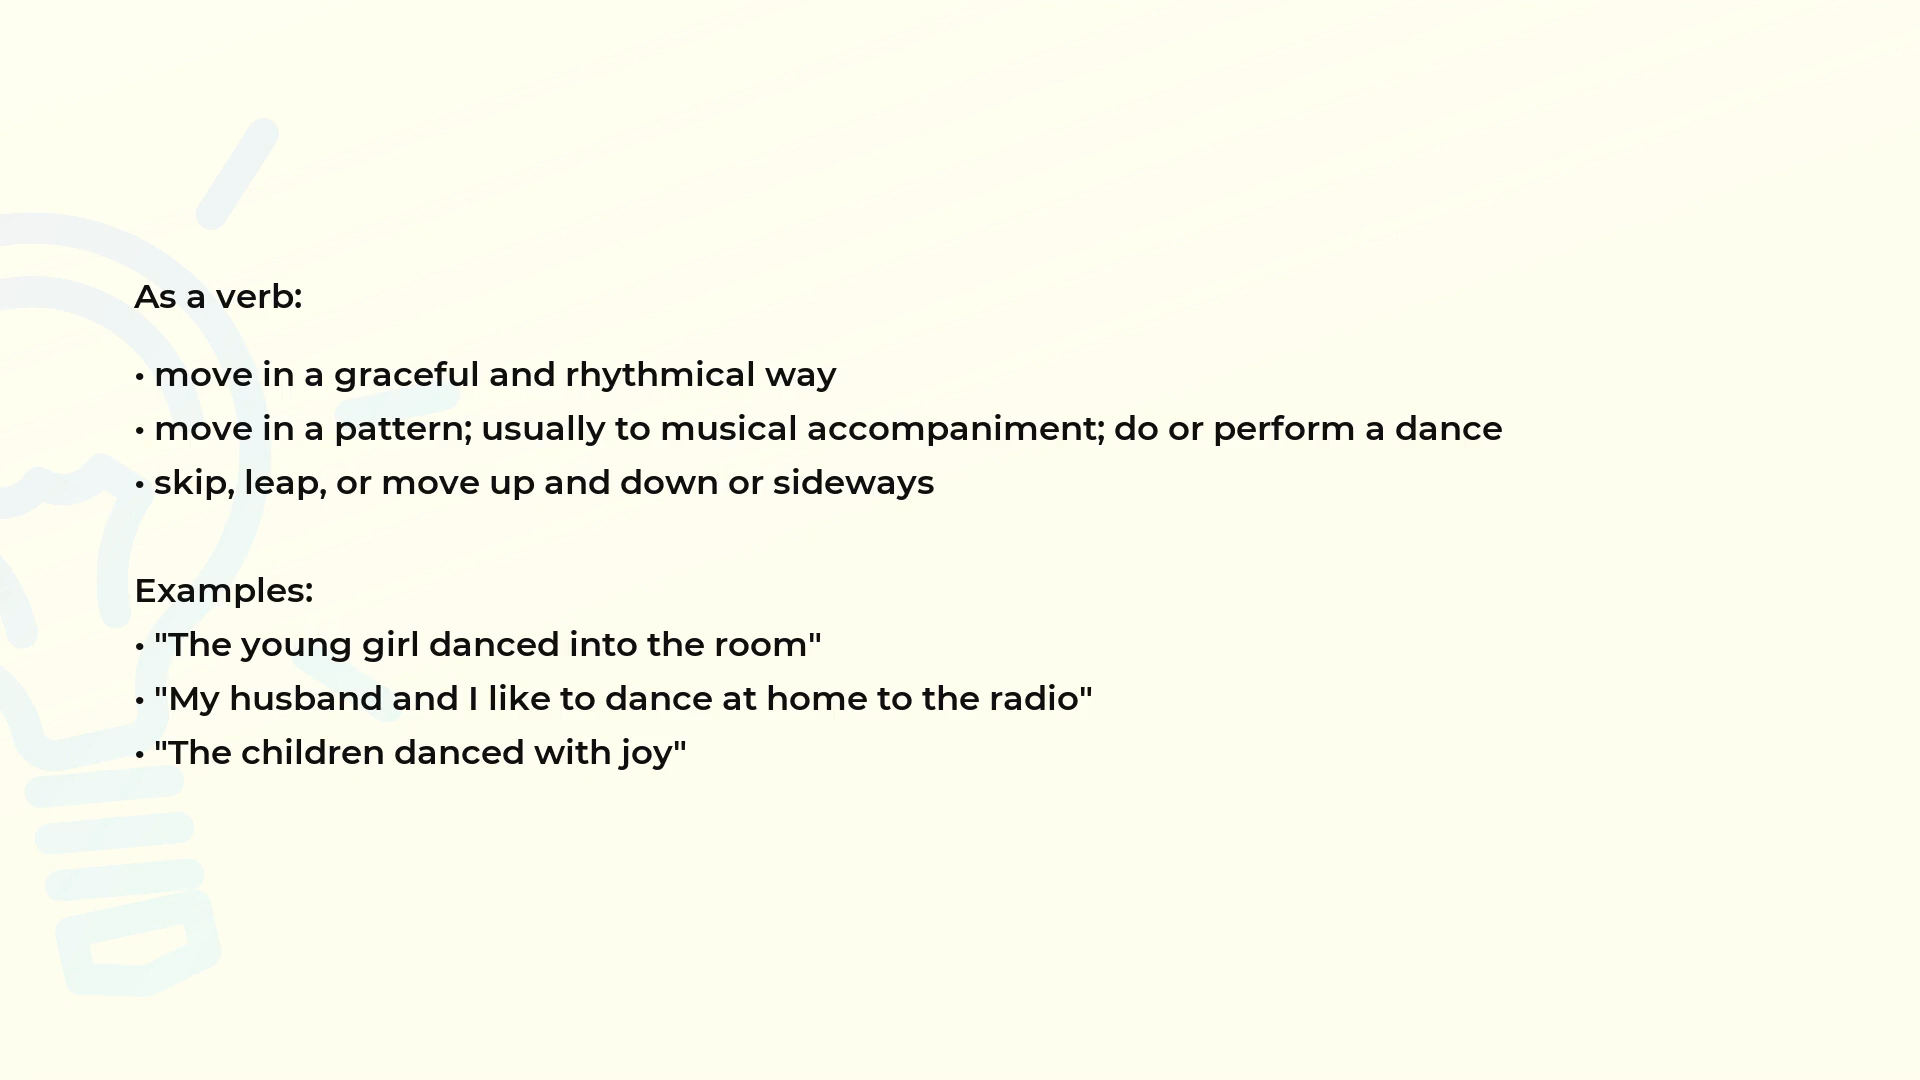 As a verb:
• move in a graceful and rhythmical way
• move in a pattern; usually to musical accompaniment; do or perform a dance
• skip, leap, or move up and down or sideways
Examples:
• "The young girl danced into the room"
• "My husband and I like to dance at home to the radio"
• "The children danced with joy"